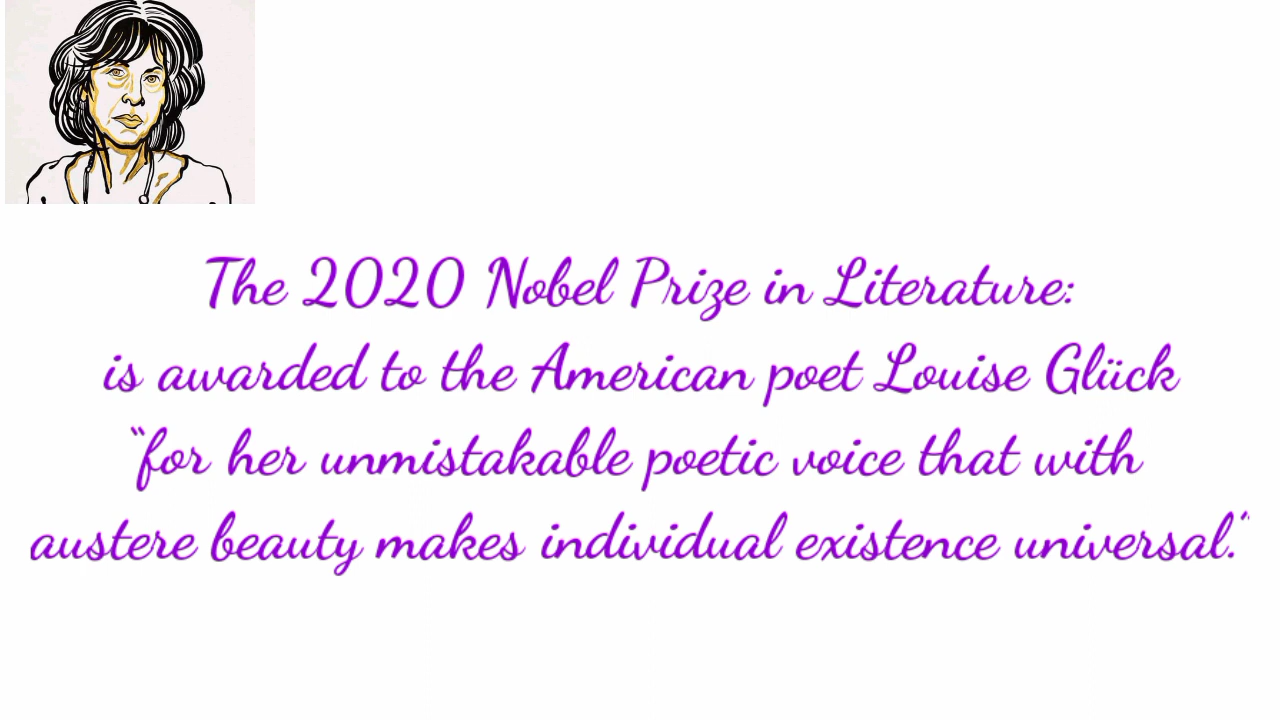 The 2020 Nobel Prize in Literature:
is awarded to the American poet Louise Glück
“for her unmistakable poetic voice that with
austere beauty makes individual existence universal.”